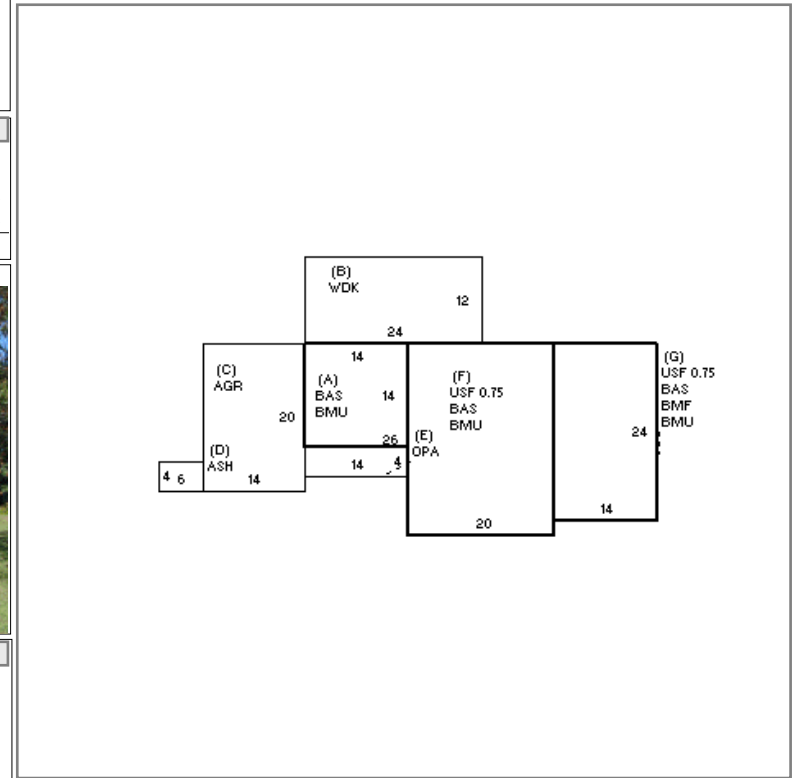 (B)
WDK
12
24
(C)
AGR
20
(D)
ASH
4 6
14
14
(A)
BAS
BMU
14
26
(E)
OPA
14
4
(F)
USF 0.75
BAS
BMU
20
(G)
USF 0.75
BAS
BMF
BMU
24
14